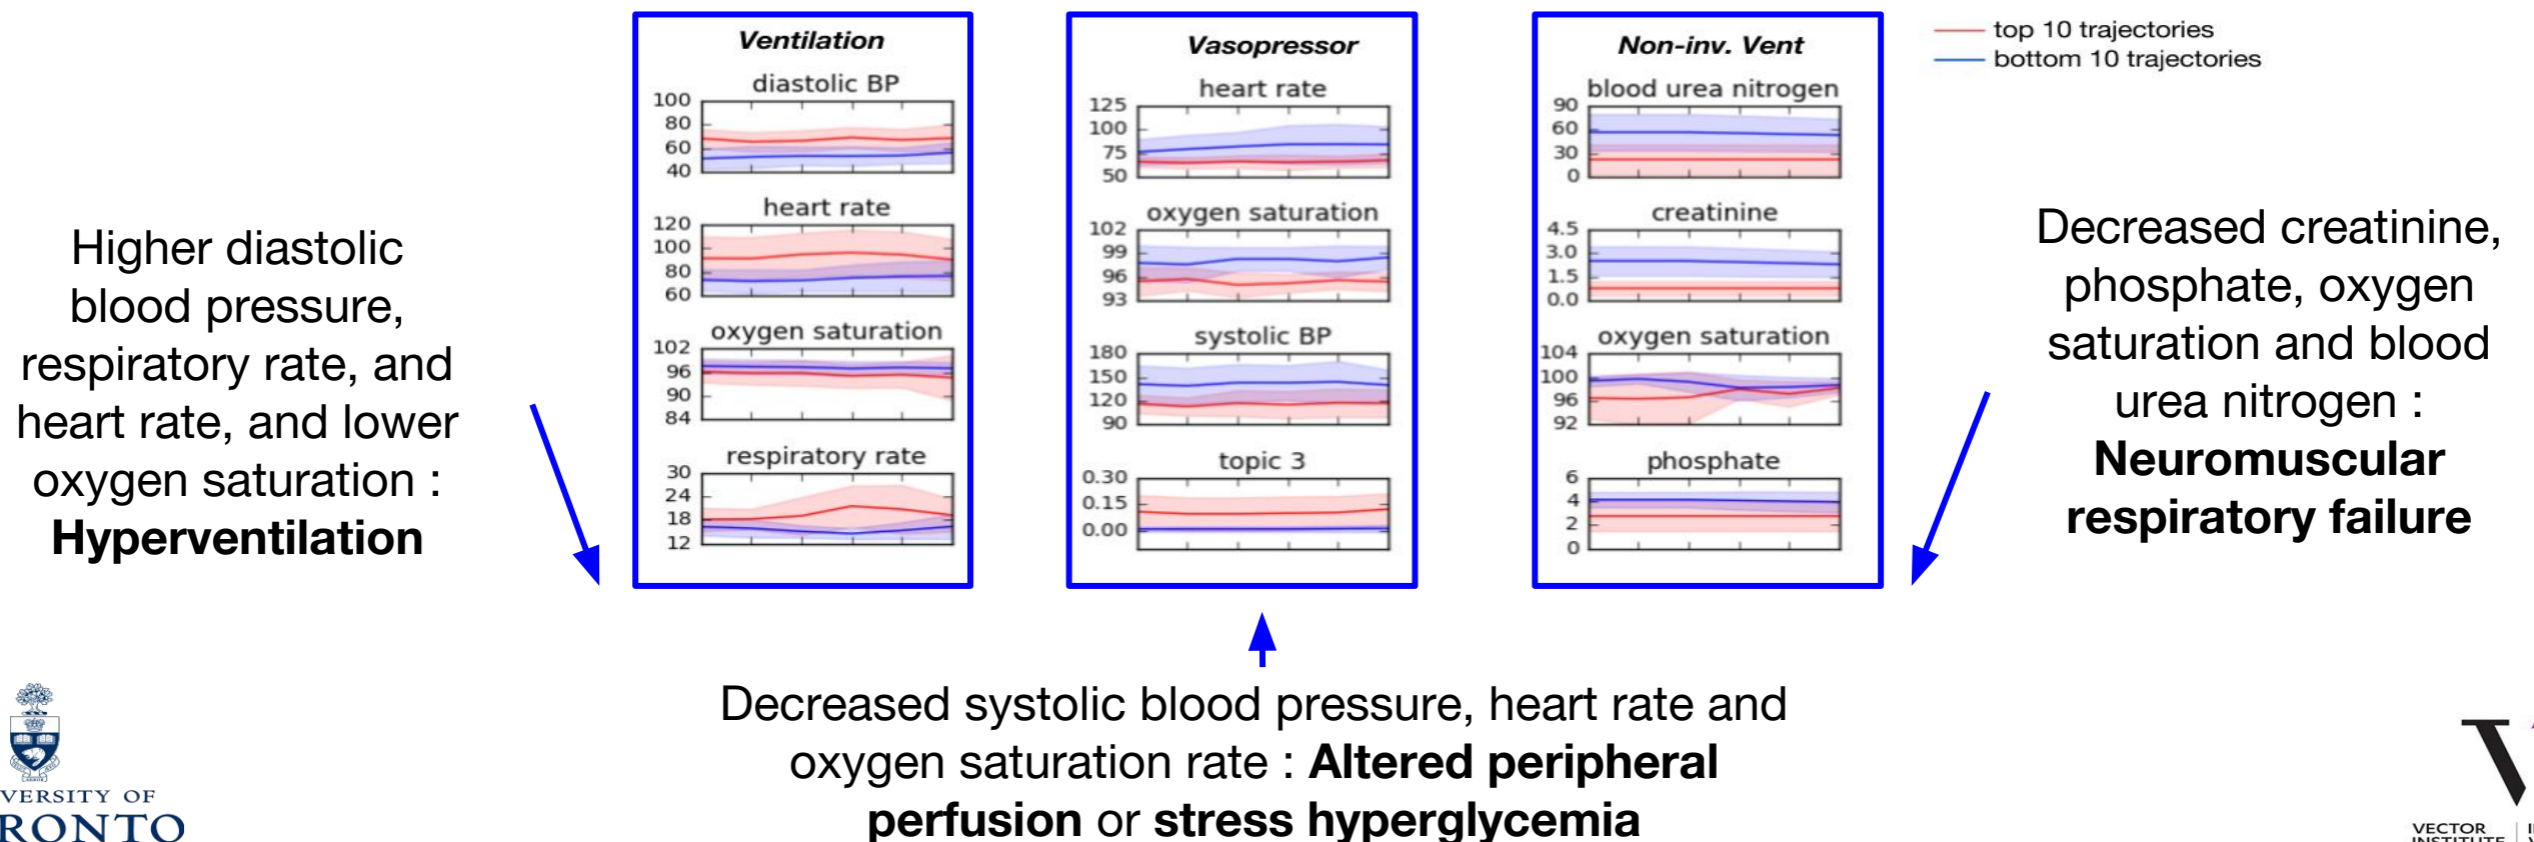 Ventilation
diastolic BP
100
80
60
40
heart rate
120
100
80
60
oxygen saturation
102
96
90
84
respiratory rate
30
24
18
12
Vasopressor
heart rate
125
100
75
50
oxygen saturation
102
99
96
93
systolic BP
180
150
120
90
topic 3
0.30
0.15
0.00
Non-inv. Vent
blood urea nitrogen
90
60
30
0
creatinine
4.5
3.0
1.5
0.0
oxygen saturation
104
100
96
92
phosphate
6
4
2
0
top 10 trajectories
bottom 10 trajectories
Higher diastolic
blood pressure,
respiratory rate, and
heart rate, and lower
oxygen saturation :
Hyperventilation
Decreased creatinine,
phosphate, oxygen
saturation and blood
urea nitrogen :
Neuromuscular
respiratory failure
Decreased systolic blood pressure, heart rate and
oxygen saturation rate : Altered peripheral
perfusion or stress hyperglycemia
VERSITY OF
RONTO
VECTOR
INSTITUTE